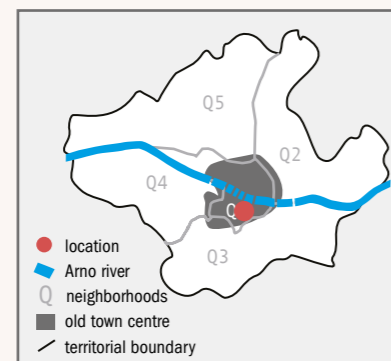 Q5
Q2
Q4
Q
Q3
location
Arno river
Q neighborhoods
old town centre
territorial boundary